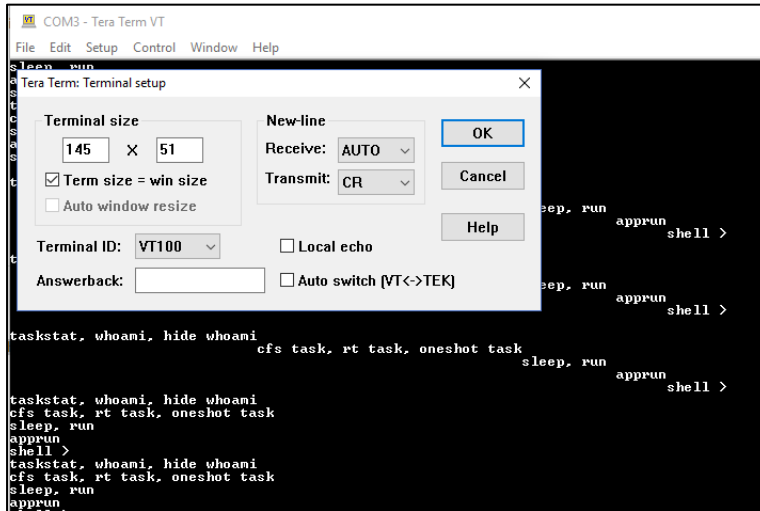 COM3 - Tera Term VT
File Edit Setup Control Window Help
sleep, run
Tera Term: Terminal setup
Terminal size
145 X 51
Term size = win size
Auto window resize
New-line
Receive: AUTO
Transmit: CR
OK
Cancel
Help
Terminal ID: VT100
Local echo
Answerback:
Auto switch (VT<->TEK)
eep, run
apprun
shell >
eep, run
apprun
shell >
taskstat, whoami, hide whoami
cfs task, rt task, oneshot task
sleep, run
apprun
shell >
taskstat, whoami, hide whoami
cfs task, rt task, oneshot task
sleep, run
apprun
shell >
taskstat, whoami, hide whoami
cfs task, rt task, oneshot task
sleep, run
apprun